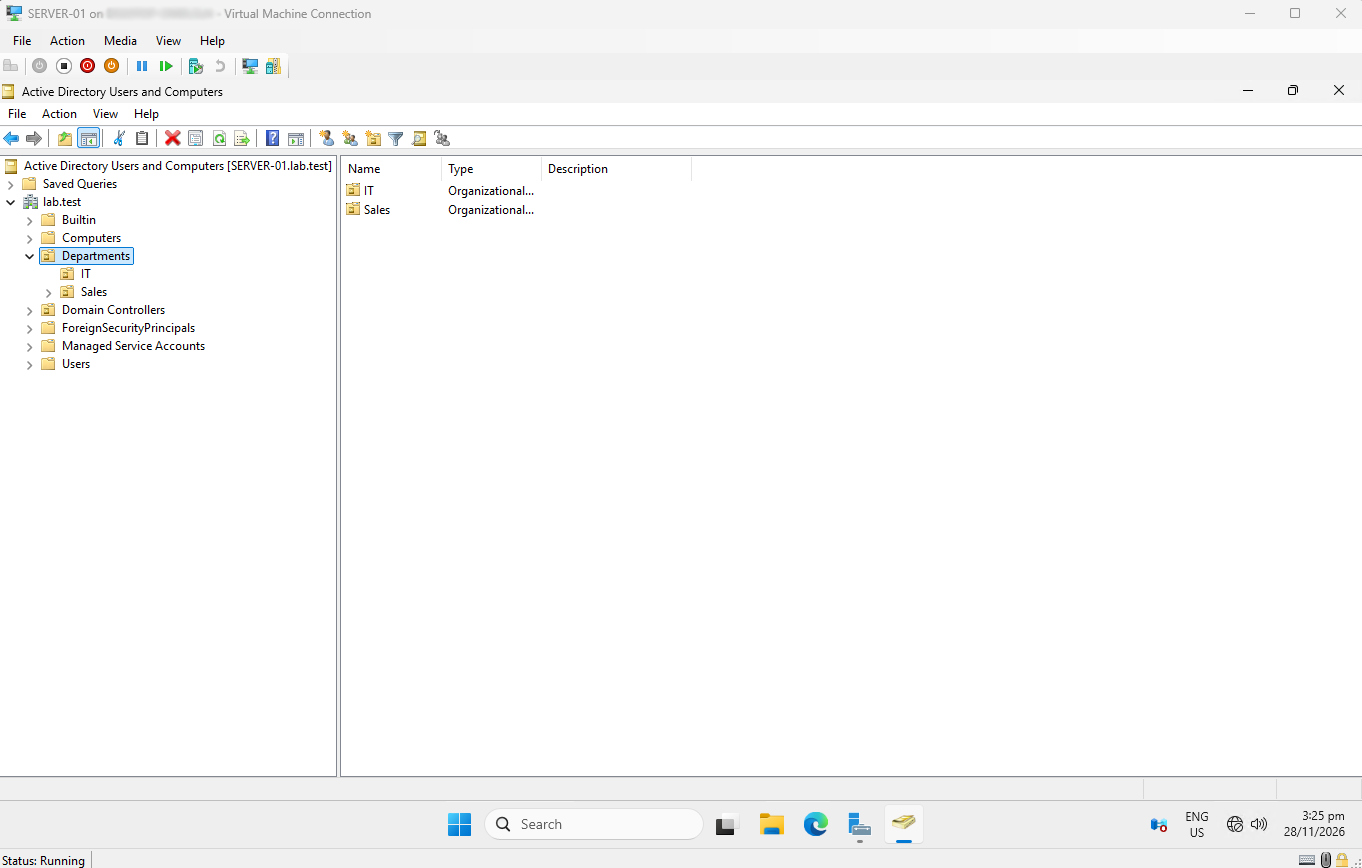 SERVER-01 on - Virtual Machine Connection
File Action Media View Help
Active Directory Users and Computers
File Action View Help
Active Directory Users and Computers [SERVER-01.lab.test]
Saved Queries
lab.test
Builtin
Computers
Departments
IT
Sales
Domain Controllers
ForeignSecurityPrincipals
Managed Service Accounts
Users
Name Type Description
IT Organizational...
Sales Organizational...
Search
ENG
US
3:25 pm
28/11/2026
Status: Running